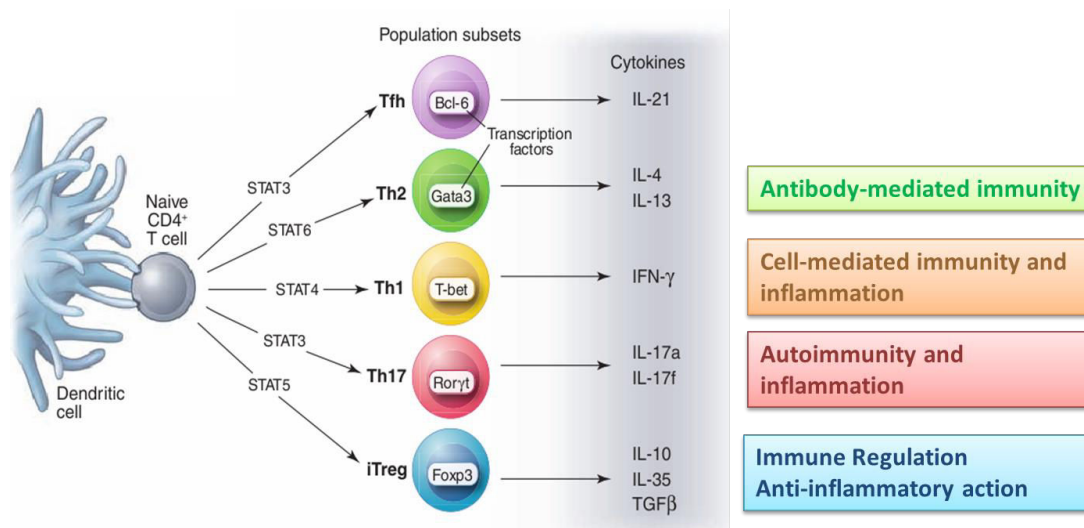 Population subsets
Cytokines
Tfh
Bcl-6
IL-21
Transcription
factors
STAT3
Naive
CD4⁺
T cell
Th2
Gata3
IL-4
IL-13
Antibody-mediated immunity
STAT6
STAT4
Th1
T-bet
IFN-γ
Cell-mediated immunity and
inflammation
STAT3
Th17
Rorγt
IL-17a
IL-17f
Autoimmunity and
inflammation
STAT5
Dendritic
cell
iTreg
Foxp3
IL-10
IL-35
TGFβ
Immune Regulation
Anti-inflammatory action